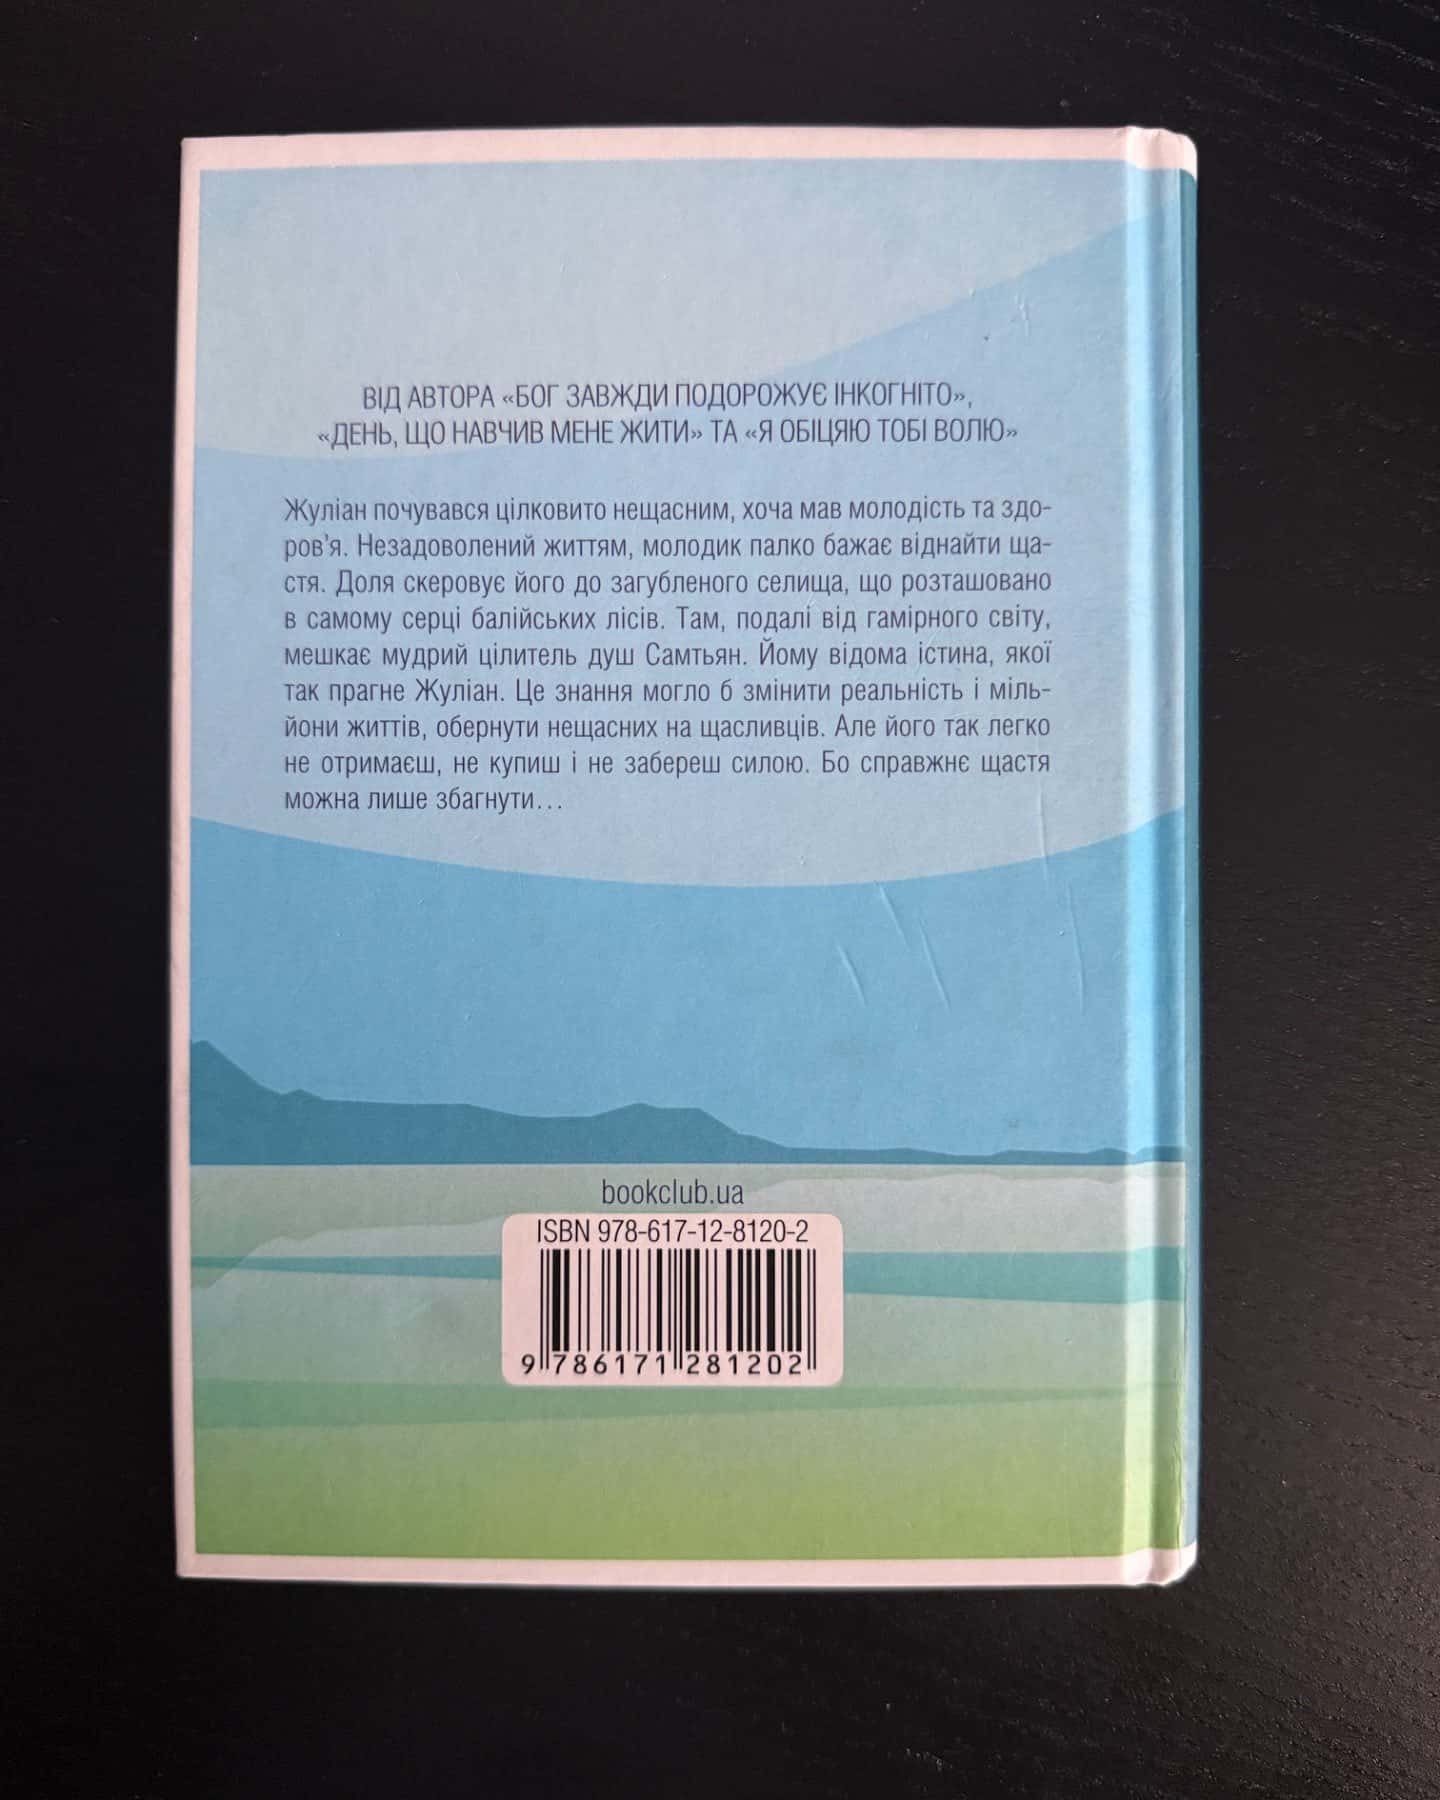 ВІД АВТОРА «БОГ ЗАВЖДИ ПОДОРОЖУЄ ІНКОГНІТО»,
«ДЕНЬ, ЩО НАВЧИВ МЕНЕ ЖИТИ» ТА «Я ОБІЦЯЮ ТОБІ ВОЛЮ»
Жуліан почувався цілковито нещасним, хоча мав молодість та здо-
ров'я. Незадоволений життям, молодик палко бажає віднайти ща-
стя. Доля скеровує його до загубленого селища, що розташовано
в самому серці балійських лісів. Там, подалі від гамірного світу,
мешкає мудрий цілитель душ Самтьян. Йому відома істина, якої
так прагне Жуліан. Це знання могло б змінити реальність і міль-
йони життів, обернути нещасних на щасливців. Але його так легко
не отримаєш, не купиш і не забереш силою. Бо справжнє щастя
можна лише збагнути…
bookclub.ua
ISBN 978-617-12-8120-2
9 786171 281202